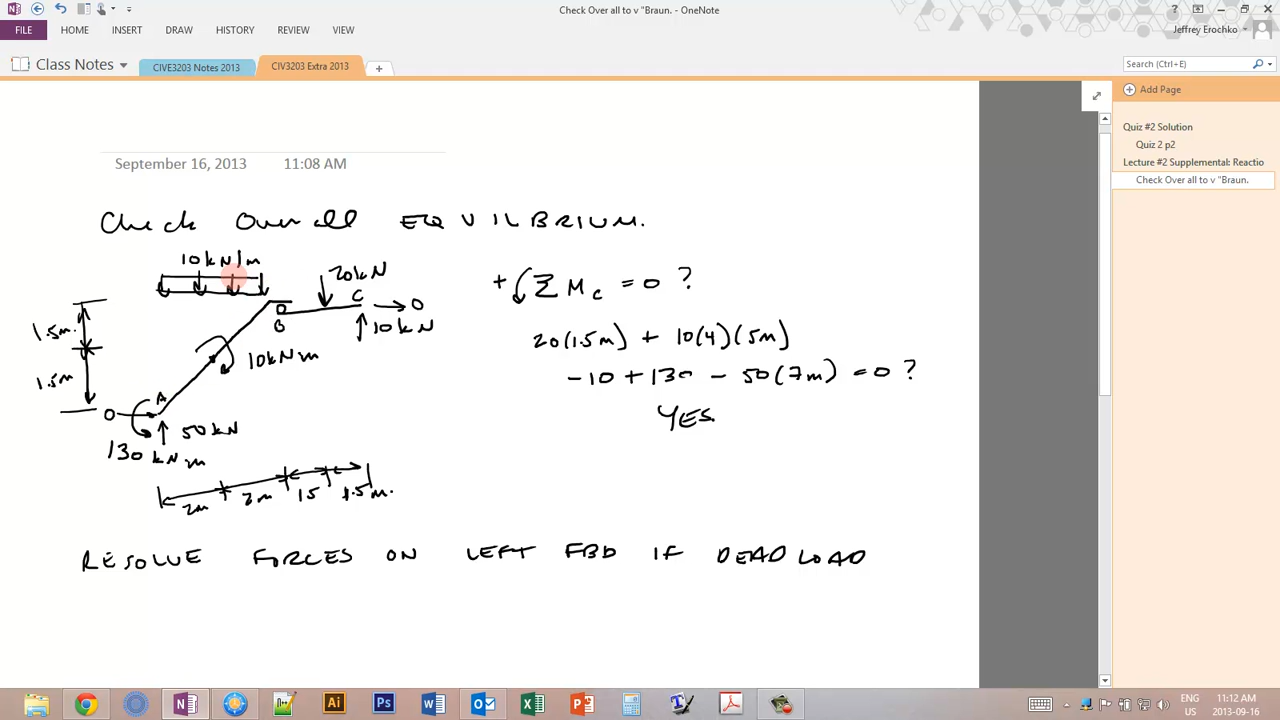 Check Over all to v "Braun. - OneNote
FILE HOME INSERT DRAW HISTORY REVIEW VIEW
Jeffrey Erochko
Class Notes
CIVE3203 Notes 2013
CIV3203 Extra 2013
Search (Ctrl+E)
Add Page
Quiz #2 Solution
Quiz 2 p2
Lecture #2 Supplemental: Reactio
Check Over all to v "Braun.
September 16, 2013 11:08 AM
Check Overall EQUILBRIUM.
10kN/m
20kN
C
0
B
10kN
1.5m.
1.5m
10kNm
A
0
50kN
130kNm
2m 2m 1.5 1.5m.
+ ΣMc = 0 ?
20(1.5m) + 10(4)(5m)
-10 + 130 - 50(7m) = 0 ?
YES.
RESOLVE FORCES ON LEFT FBD IF DEAD LOAD
ENG
US
11:12 AM
2013-09-16